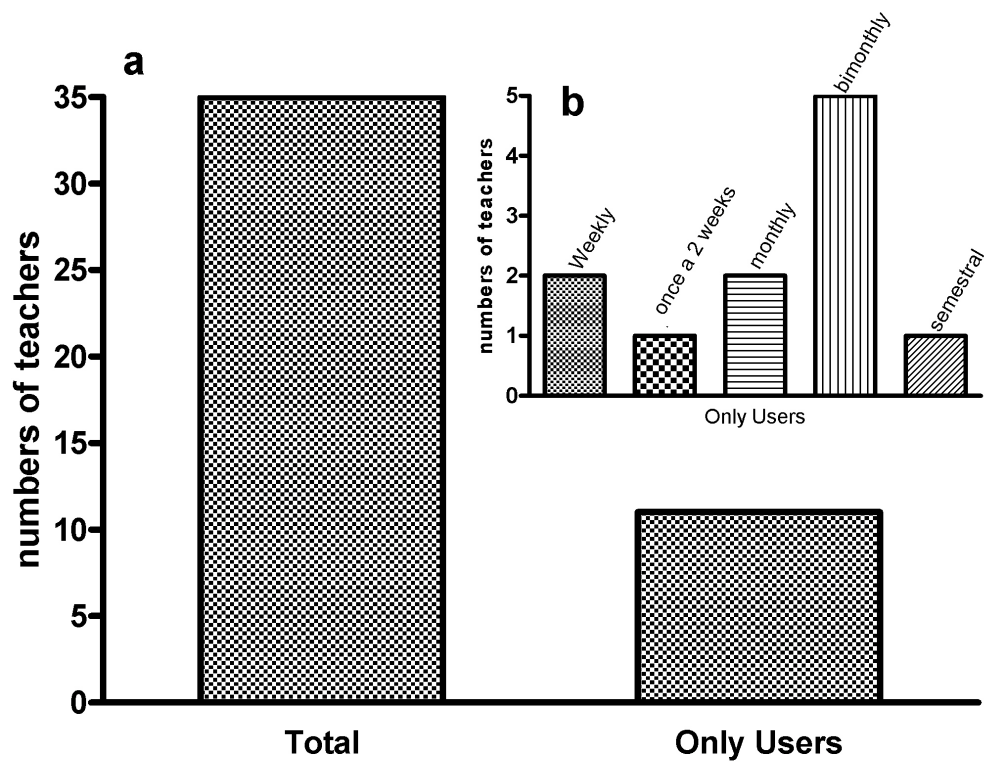 a
numbers of teachers
35
30
25
20
15
10
5
0
Total
Only Users
b
numbers of teachers
5
4
3
2
1
0
Weekly
once a 2 weeks
monthly
bimonthly
semestral
Only Users